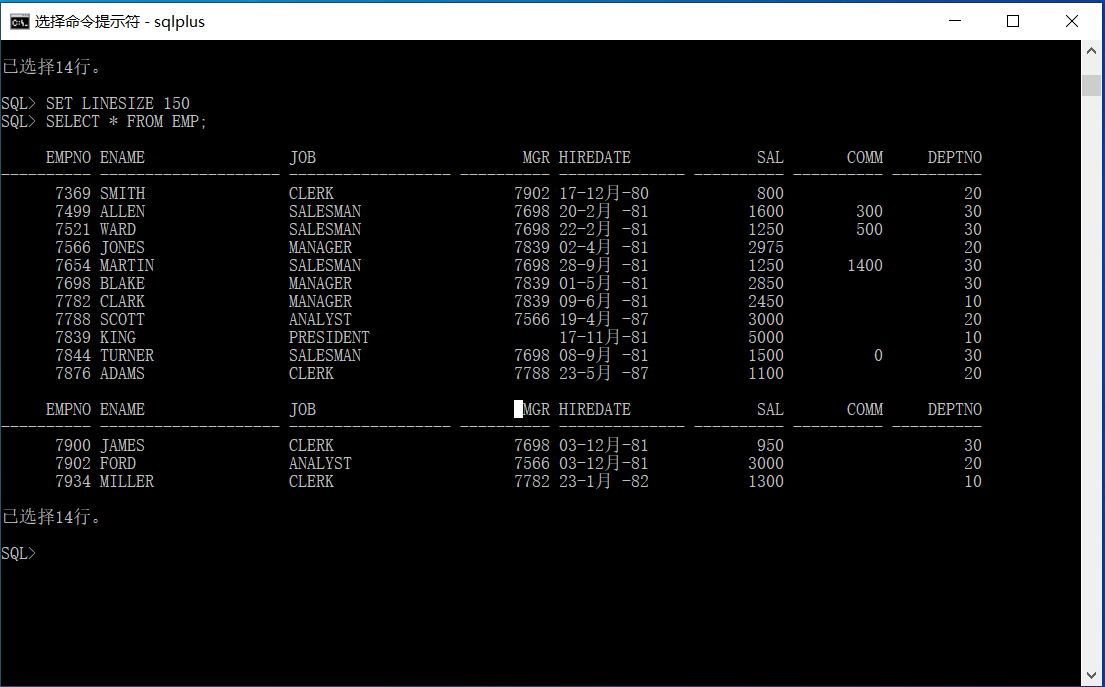 选择命令提示符 - sqlplus
已选择14行。
SQL> SET LINESIZE 150
SQL> SELECT * FROM EMP;
     EMPNO ENAME                JOB                       MGR HIREDATE              SAL       COMM     DEPTNO
---------- -------------------- ------------------ ---------- -------------- ---------- ---------- ----------
      7369 SMITH                CLERK                    7902 17-12月-80            800                    20
      7499 ALLEN                SALESMAN                 7698 20-2月 -81           1600        300         30
      7521 WARD                 SALESMAN                 7698 22-2月 -81           1250        500         30
      7566 JONES                MANAGER                  7839 02-4月 -81           2975                    20
      7654 MARTIN               SALESMAN                 7698 28-9月 -81           1250       1400         30
      7698 BLAKE                MANAGER                  7839 01-5月 -81           2850                    30
      7782 CLARK                MANAGER                  7839 09-6月 -81           2450                    10
      7788 SCOTT                ANALYST                  7566 19-4月 -87           3000                    20
      7839 KING                 PRESIDENT                     17-11月-81           5000                    10
      7844 TURNER               SALESMAN                 7698 08-9月 -81           1500          0         30
      7876 ADAMS                CLERK                    7788 23-5月 -87           1100                    20
     EMPNO ENAME                JOB                       MGR HIREDATE              SAL       COMM     DEPTNO
---------- -------------------- ------------------ ---------- -------------- ---------- ---------- ----------
      7900 JAMES                CLERK                    7698 03-12月-81            950                    30
      7902 FORD                 ANALYST                  7566 03-12月-81           3000                    20
      7934 MILLER               CLERK                    7782 23-1月 -82           1300                    10
已选择14行。
SQL>